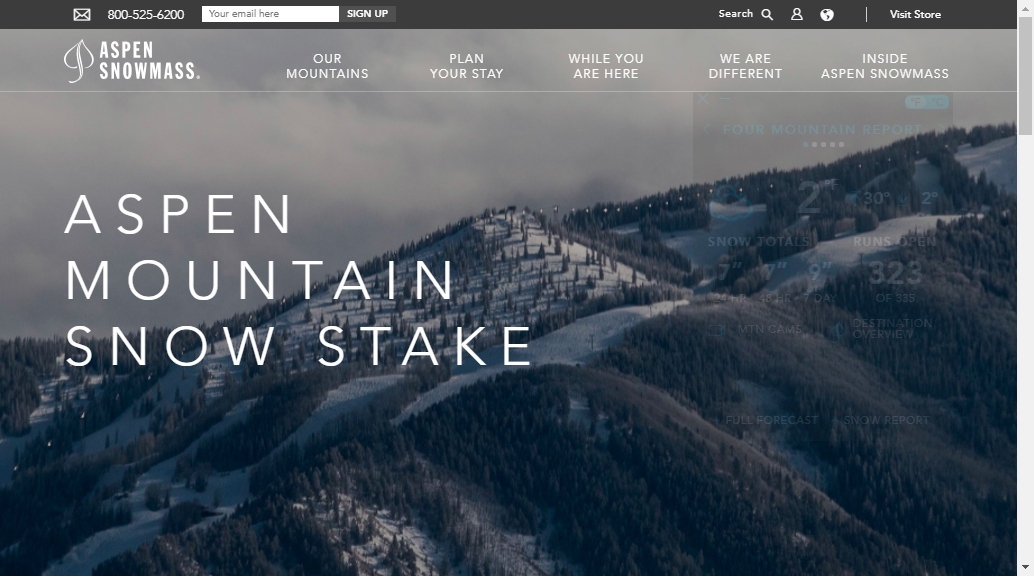 800-525-6200
Your email here
SIGN UP
Search
Visit Store
ASPEN
SNOWMASS.
OUR
MOUNTAINS
PLAN
YOUR STAY
WHILE YOU
ARE HERE
WE ARE
DIFFERENT
INSIDE
ASPEN SNOWMASS
ASPEN
MOUNTAIN
SNOW STAKE
FOUR MOUNTAIN REPORT
2°F
30° 2°
SNOW TOTALS
RUNS OPEN
7" 7" 9"
323
24 HR 48 HR 7 DAY
OF 335
MTN CAMS
DESTINATION
OVERVIEW
FULL FORECAST
SNOW REPORT